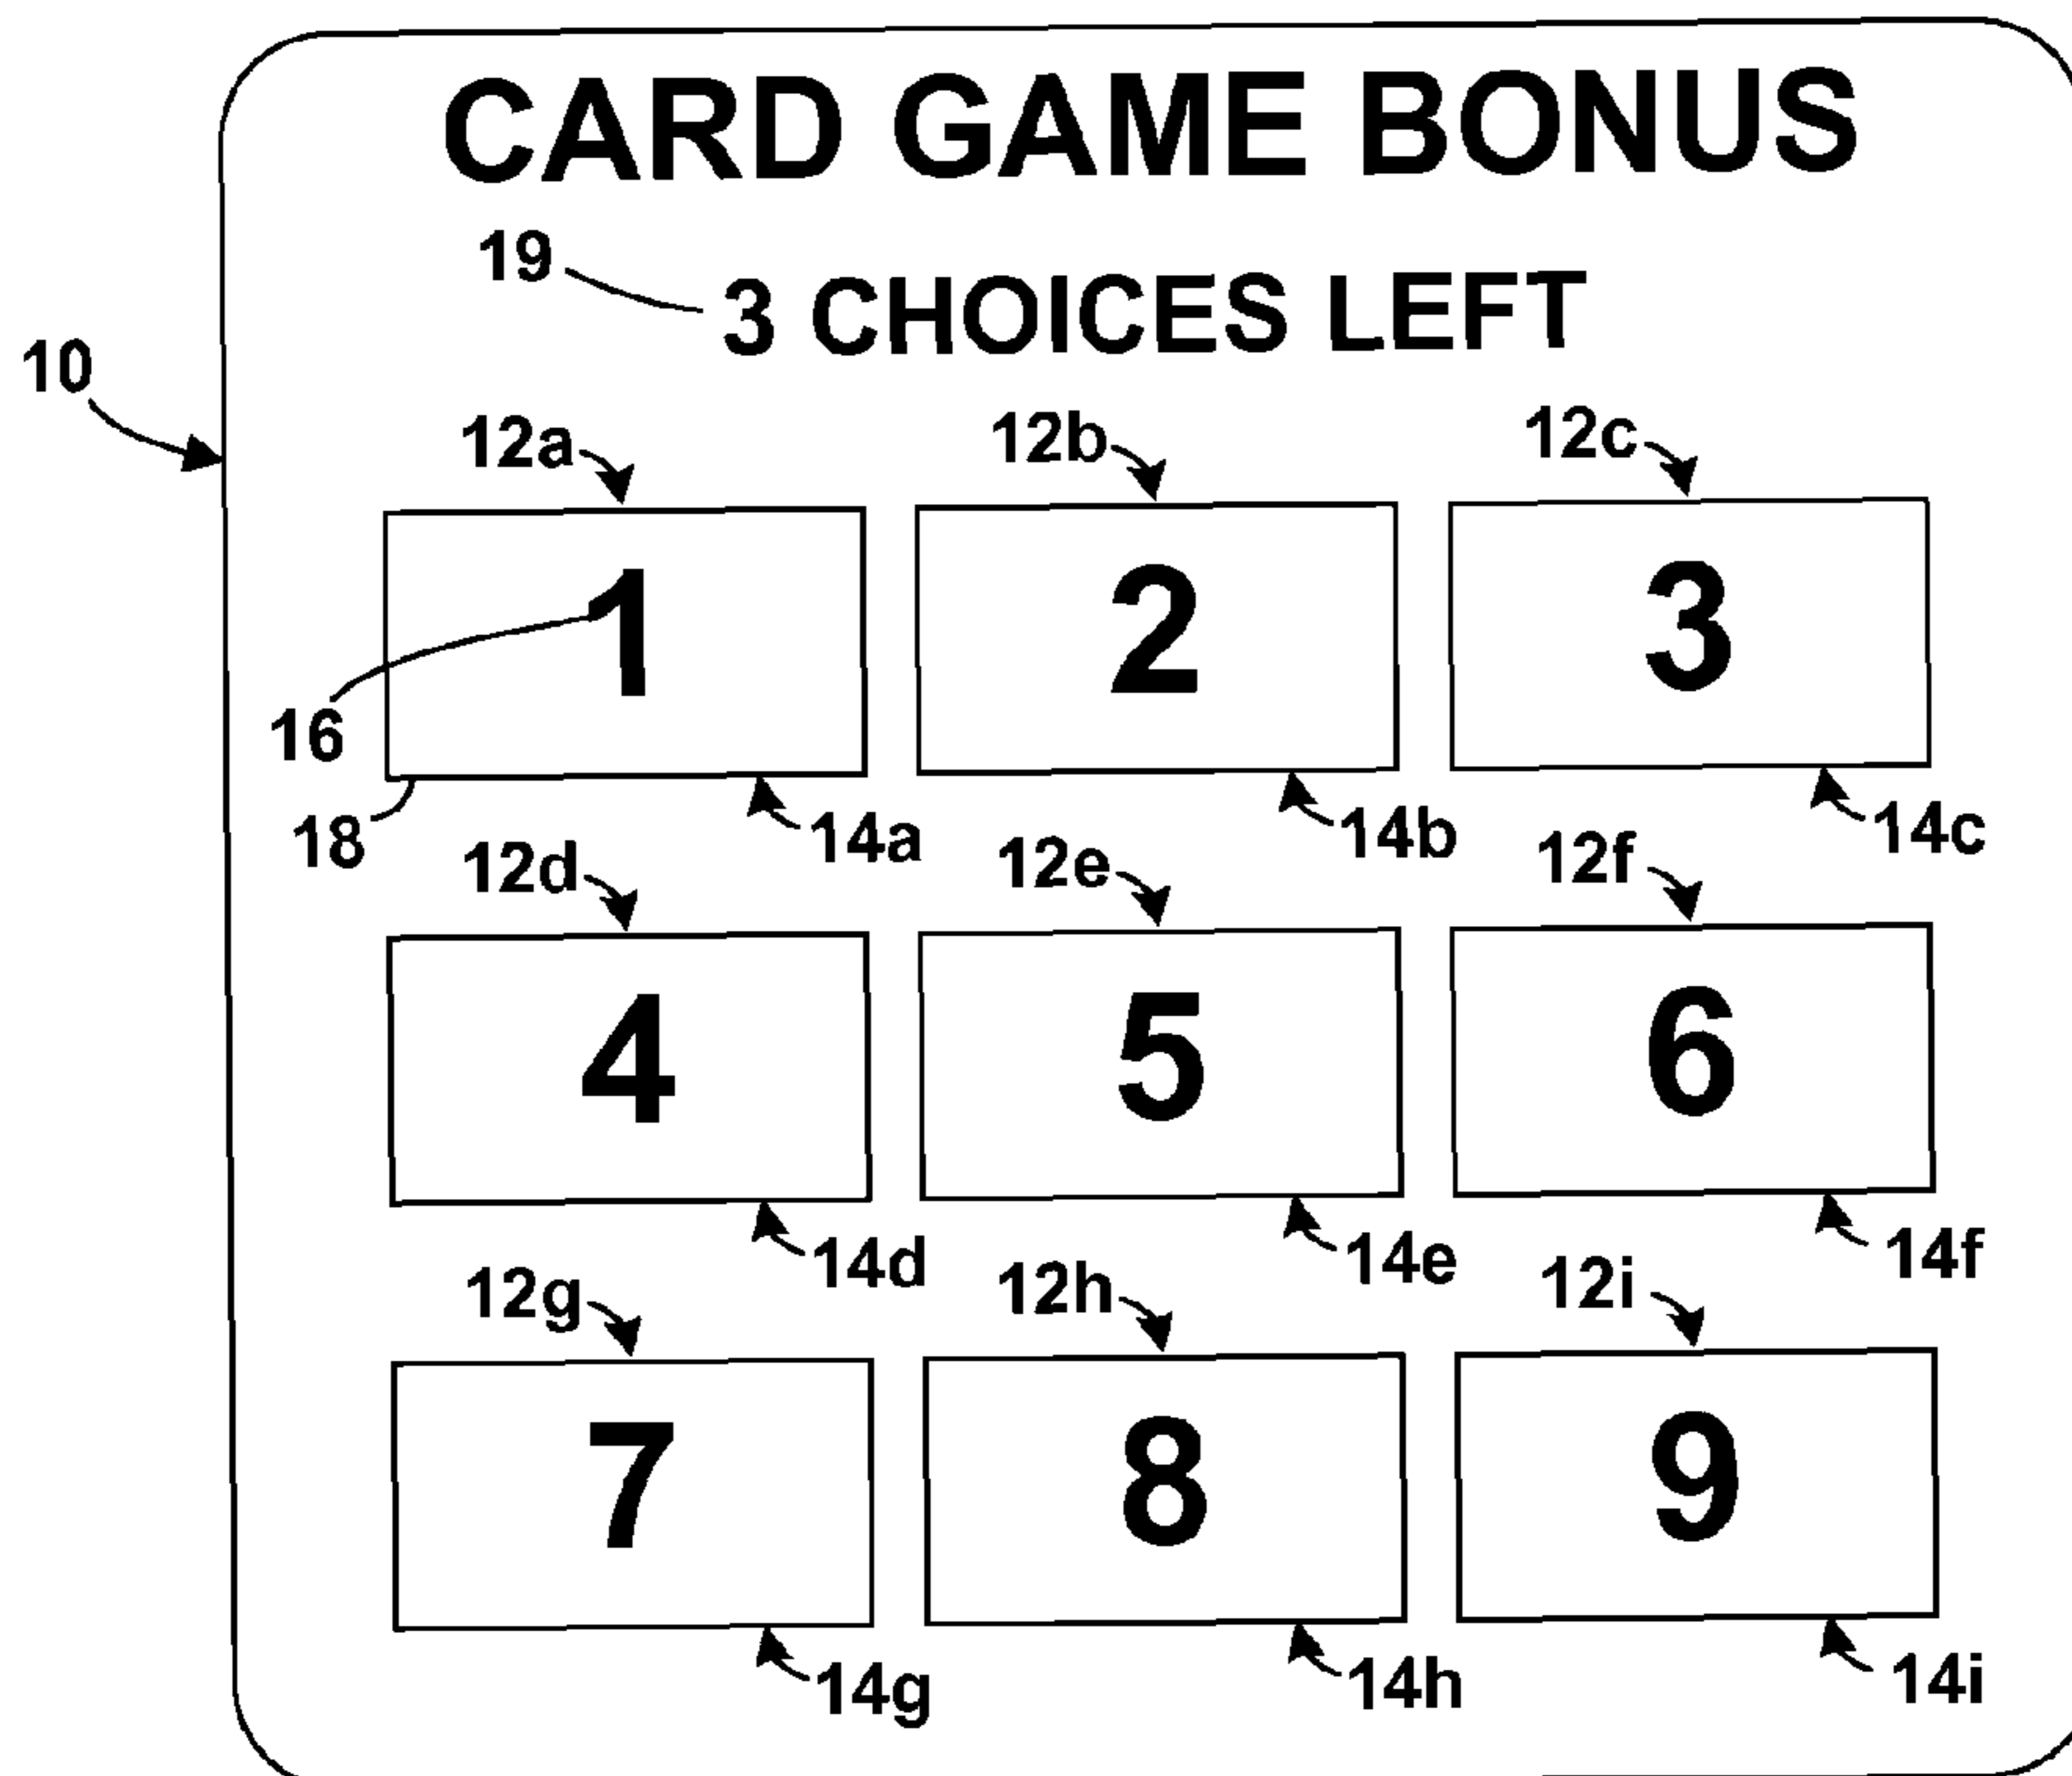 CARD GAME BONUS
19 3 CHOICES LEFT
10
12a 12b 12c
1 2 3
16
18 14a 14b 14c
12d 12e 12f
4 5 6
14d 14e 14f
12g 12h 12i
7 8 9
14g 14h 14i